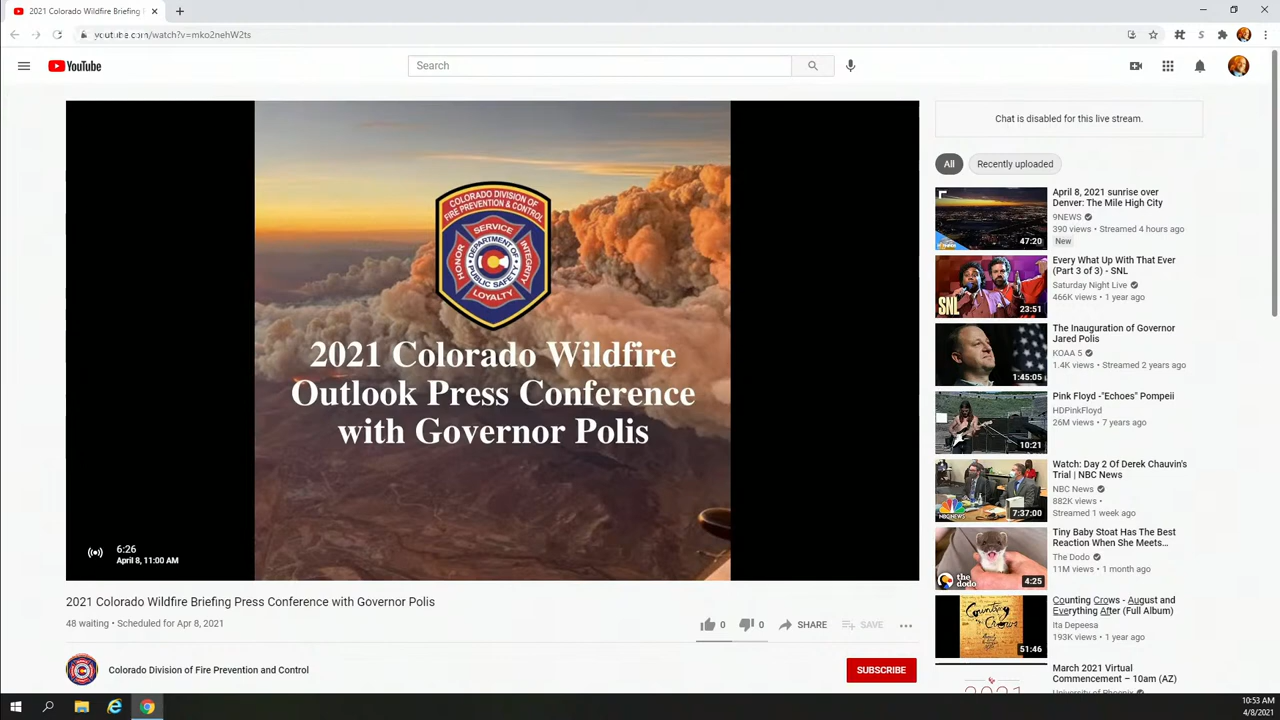 2021 Colorado Wildfire Briefing P
youtube.com/watch?v=mko2nehW2ts
YouTube
Search
COLORADO DIVISION OF
FIRE PREVENTION & CONTROL
SERVICE
HONOR
DEPARTMENT OF
PUBLIC SAFETY
INTEGRITY
LOYALTY
2021 Colorado Wildfire
Outlook Press Conference
with Governor Polis
6:26
April 8, 11:00 AM
2021 Colorado Wildfire Briefing Press Conference with Governor Polis
48 waiting • Scheduled for Apr 8, 2021
0
0
SHARE
SAVE
Colorado Division of Fire Prevention and Control
SUBSCRIBE
Chat is disabled for this live stream.
All
Recently uploaded
47:20
April 8, 2021 sunrise over
Denver: The Mile High City
9NEWS
390 views • Streamed 4 hours ago
New
SNL
23:51
Every What Up With That Ever
(Part 3 of 3) - SNL
Saturday Night Live
466K views • 1 year ago
1:45:05
The Inauguration of Governor
Jared Polis
KOAA 5
1.4K views • Streamed 2 years ago
10:21
Pink Floyd -"Echoes" Pompeii
HDPinkFloyd
26M views • 7 years ago
NBC NEWS
7:37:00
Watch: Day 2 Of Derek Chauvin's
Trial | NBC News
NBC News
882K views •
Streamed 1 week ago
the
dodo
4:25
Tiny Baby Stoat Has The Best
Reaction When She Meets…
The Dodo
11M views • 1 month ago
Counting
Crows
51:46
Counting Crows - August and
Everything After (Full Album)
Ita Depeesa
193K views • 1 year ago
March 2021 Virtual
Commencement – 10am (AZ)
University of Phoenix
10:53 AM
4/8/2021